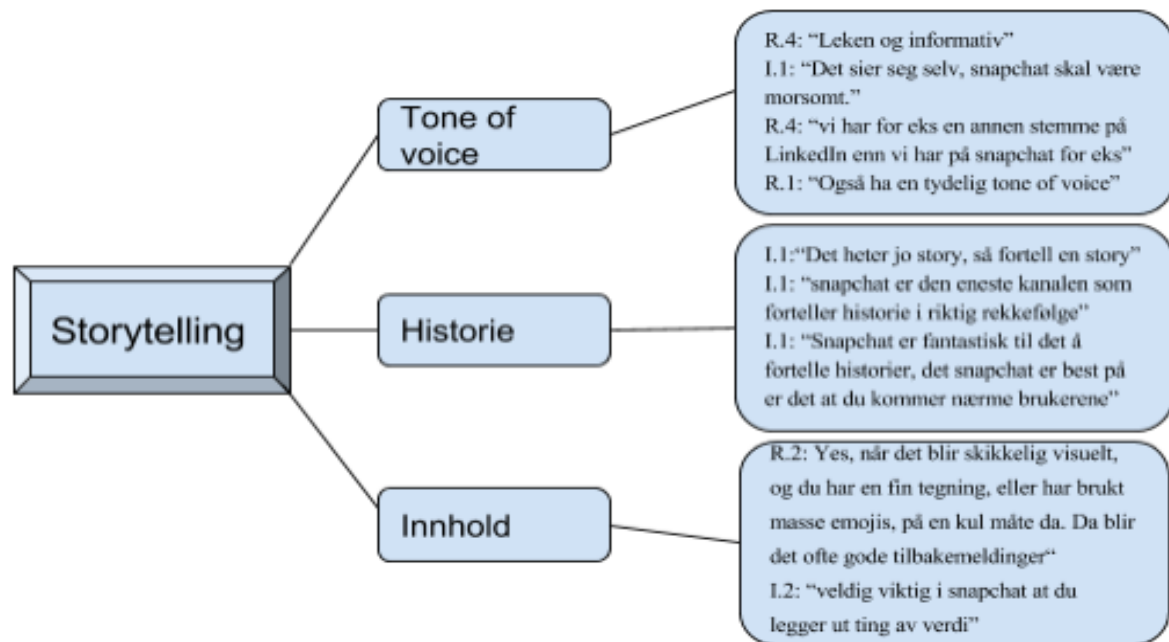 Storytelling
Tone of
voice
R.4: “Leken og informativ”
I.1: “Det sier seg selv, snapchat skal være
morsomt.”
R.4: “vi har for eks en annen stemme på
LinkedIn enn vi har på snapchat for eks”
R.1: “Også ha en tydelig tone of voice”
Historie
I.1:“Det heter jo story, så fortell en story”
I.1: “snapchat er den eneste kanalen som
forteller historie i riktig rekkefølge”
I.1: “Snapchat er fantastisk til det å
fortelle historier, det snapchat er best på
er det at du kommer nærme brukerene”
Innhold
R.2: Yes, når det blir skikkelig visuelt,
og du har en fin tegning, eller har brukt
masse emojis, på en kul måte da. Da blir
det ofte gode tilbakemeldinger“
I.2: “veldig viktig i snapchat at du
legger ut ting av verdi”